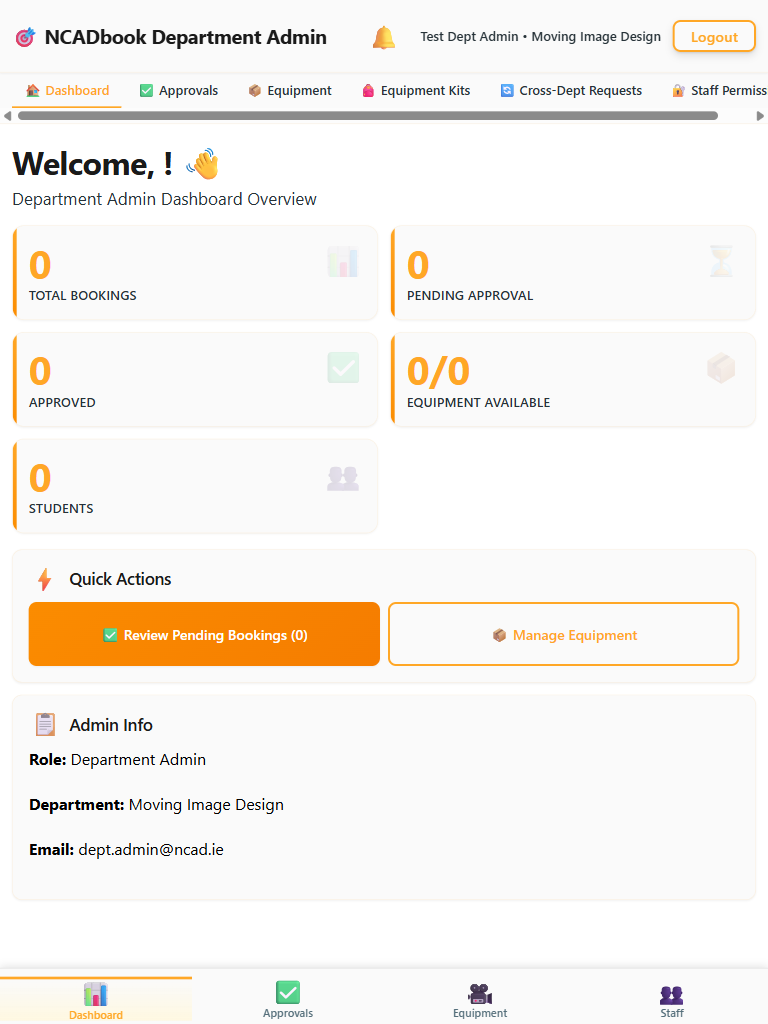 NCADbook Department Admin
Test Dept Admin • Moving Image Design
Logout
Dashboard
Approvals
Equipment
Equipment Kits
Cross-Dept Requests
Staff Permiss
Welcome, !
Department Admin Dashboard Overview
0
TOTAL BOOKINGS
0
PENDING APPROVAL
0
APPROVED
0/0
EQUIPMENT AVAILABLE
0
STUDENTS
Quick Actions
Review Pending Bookings (0)
Manage Equipment
Admin Info
Role: Department Admin
Department: Moving Image Design
Email: dept.admin@ncad.ie
Dashboard
Approvals
Equipment
Staff